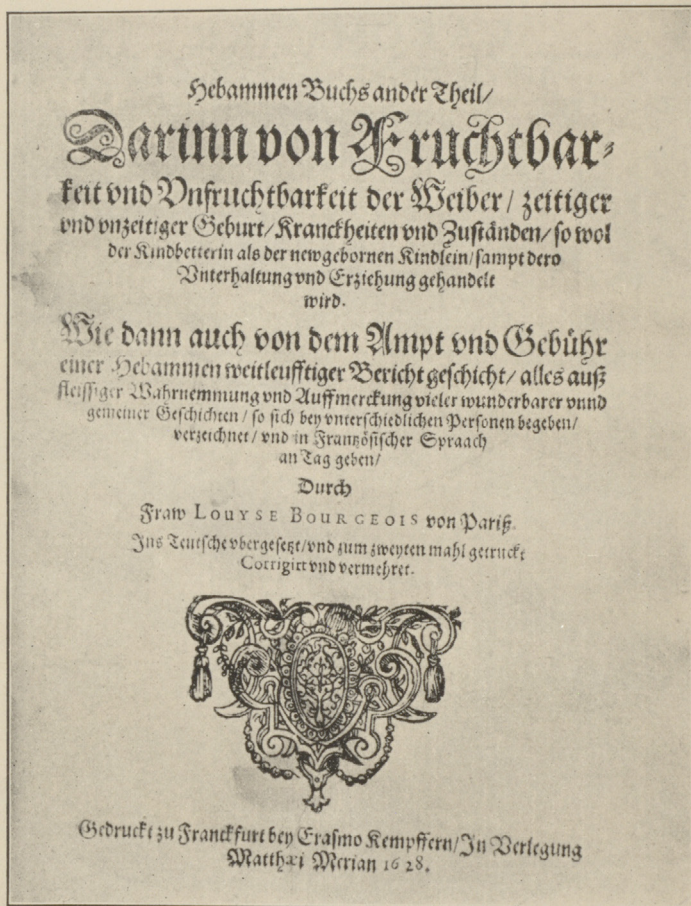 Hebammen Buchs ander Theil/
Darinn von Fruchtbar-
keit vnd Vnfruchtbarkeit der Weiber/ zeitiger
vnd vnzeitiger Geburt/ Kranckheiten vnd Zuständen/ so wol
der Kindbetterin als der newgebornen Kindlein/ sampt dero
Vnterhaltung vnd Erziehung gehandelt
wird.
Wie dann auch von dem Ampt vnd Gebühr
einer Hebammen weitleufftiger Bericht geschicht/ alles auß
fleissiger Wahrnemmung vnd Auffmerckung vieler wunderbarer vnnd
gemeiner Geschichten/ so sich bey vnterschiedlichen Personen begeben/
verzeichnet/ vnd in Frantzösischer Spraach
an Tag geben/
Durch
Fraw LOUYSE BOURGEOIS von Pariß.
Ins Teutsche vbergesetzt/ vnd zum zweyten mahl getruckt
Corrigirt vnd vermehret.
Gedruckt zu Franckfurt bey Erasmo Kempffern/ In Verlegung
Matthæi Merian 1628.